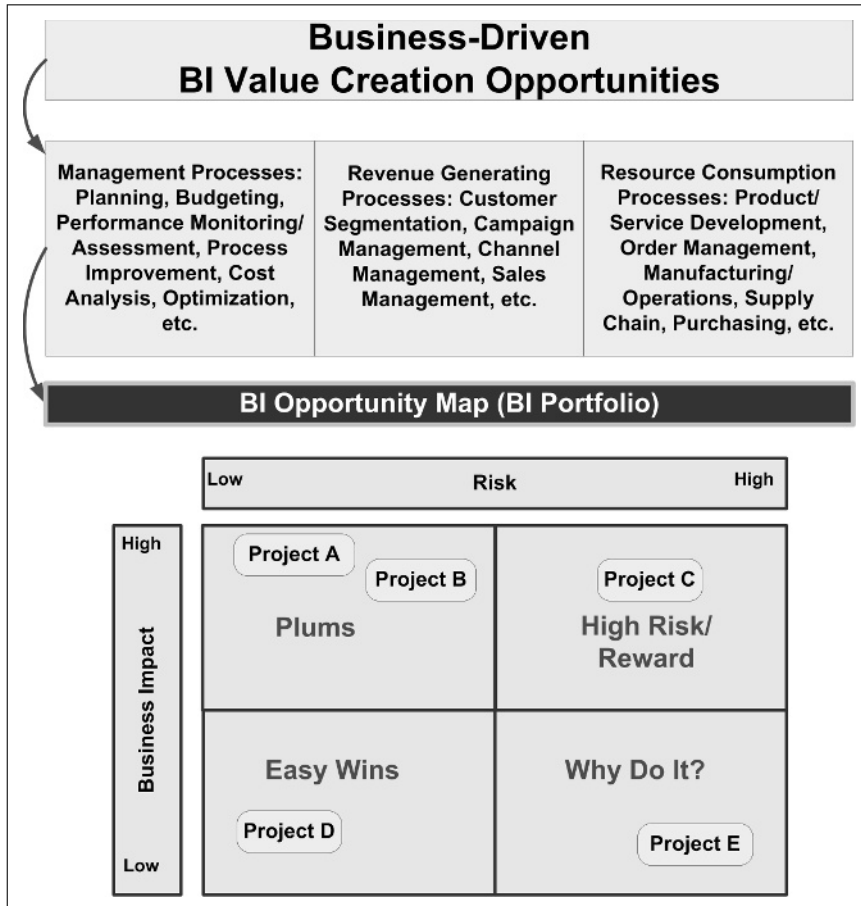 Business-Driven
BI Value Creation Opportunities
Management Processes:
Planning, Budgeting,
Performance Monitoring/
Assessment, Process
Improvement, Cost
Analysis, Optimization,
etc.
Revenue Generating
Processes: Customer
Segmentation, Campaign
Management, Channel
Management, Sales
Management, etc.
Resource Consumption
Processes: Product/
Service Development,
Order Management,
Manufacturing/
Operations, Supply
Chain, Purchasing, etc.
BI Opportunity Map (BI Portfolio)
Low
Risk
High
High
Business Impact
Low
Project A
Project B
Plums
Project C
High Risk/
Reward
Easy Wins
Project D
Why Do It?
Project E